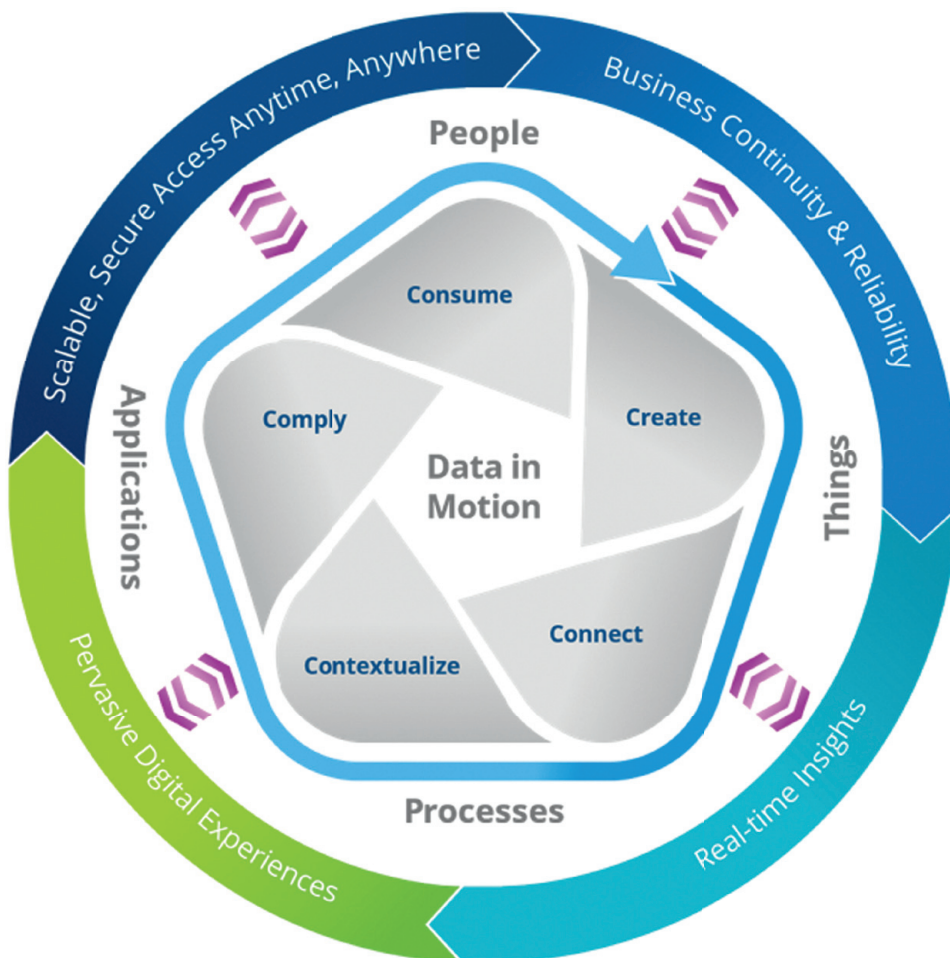 Scalable, Secure Access Anytime, Anywhere
Business Continuity & Reliability
People
Consume
Comply
Create
Applications
Data in
Motion
Things
Connect
Contextualize
Pervasive Digital Experiences
Real-time Insights
Processes